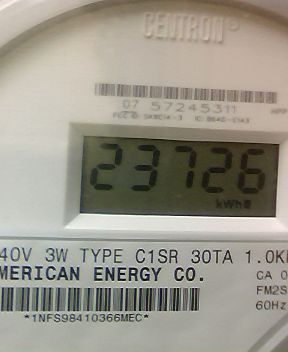 CENTRON®
07 57245311
23726
kWh
40V 3W TYPE C1SR 30TA 1.0K
MERICAN ENERGY CO.
CA 0
FM2S
60Hz
*1NFS98410366MEC*